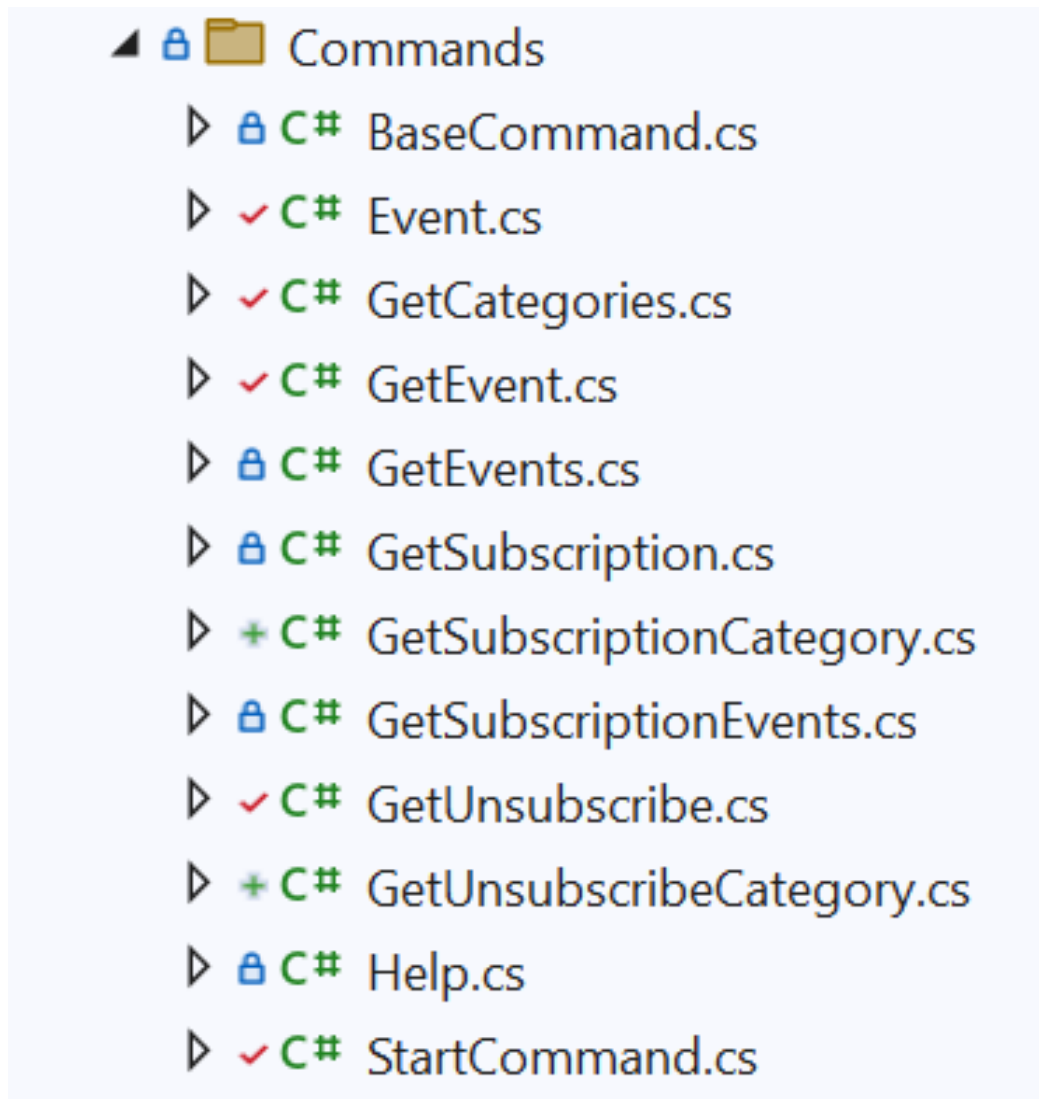 Commands
C# BaseCommand.cs
C# Event.cs
C# GetCategories.cs
C# GetEvent.cs
C# GetEvents.cs
C# GetSubscription.cs
C# GetSubscriptionCategory.cs
C# GetSubscriptionEvents.cs
C# GetUnsubscribe.cs
C# GetUnsubscribeCategory.cs
C# Help.cs
C# StartCommand.cs